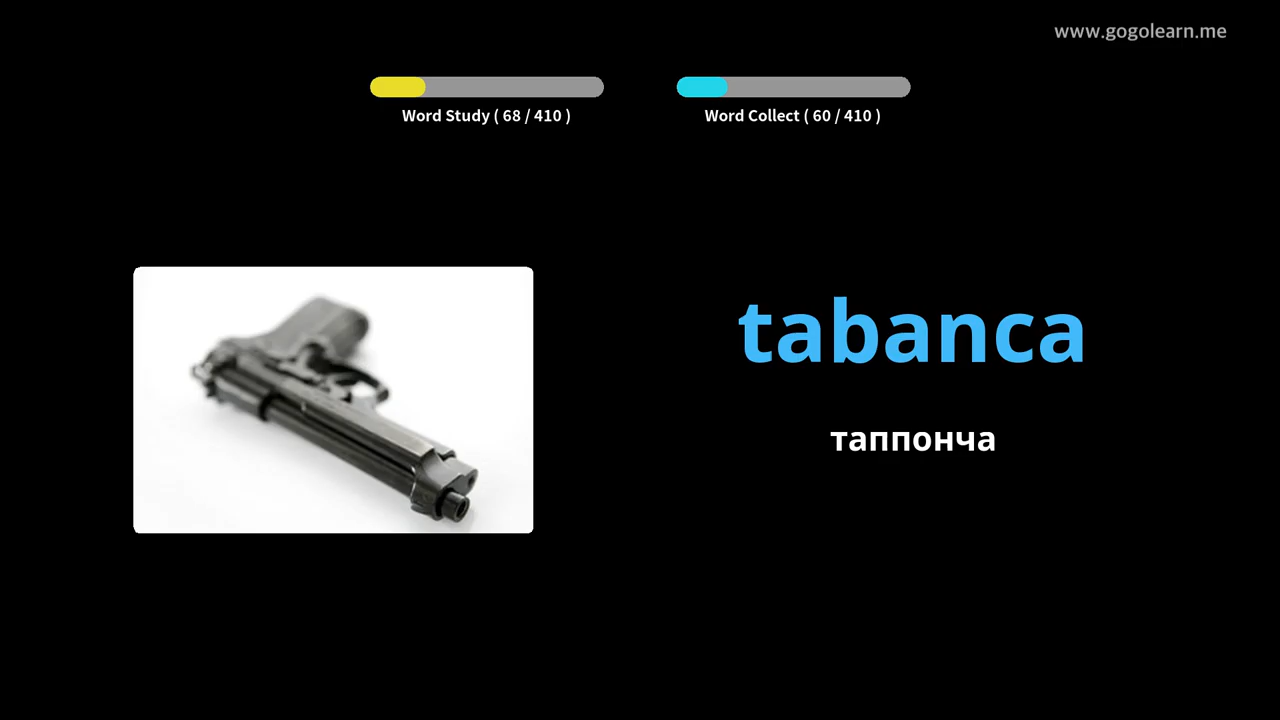 www.gogolearn.me
Word Study ( 68 / 410 )
Word Collect ( 60 / 410 )
tabanca
таппонча